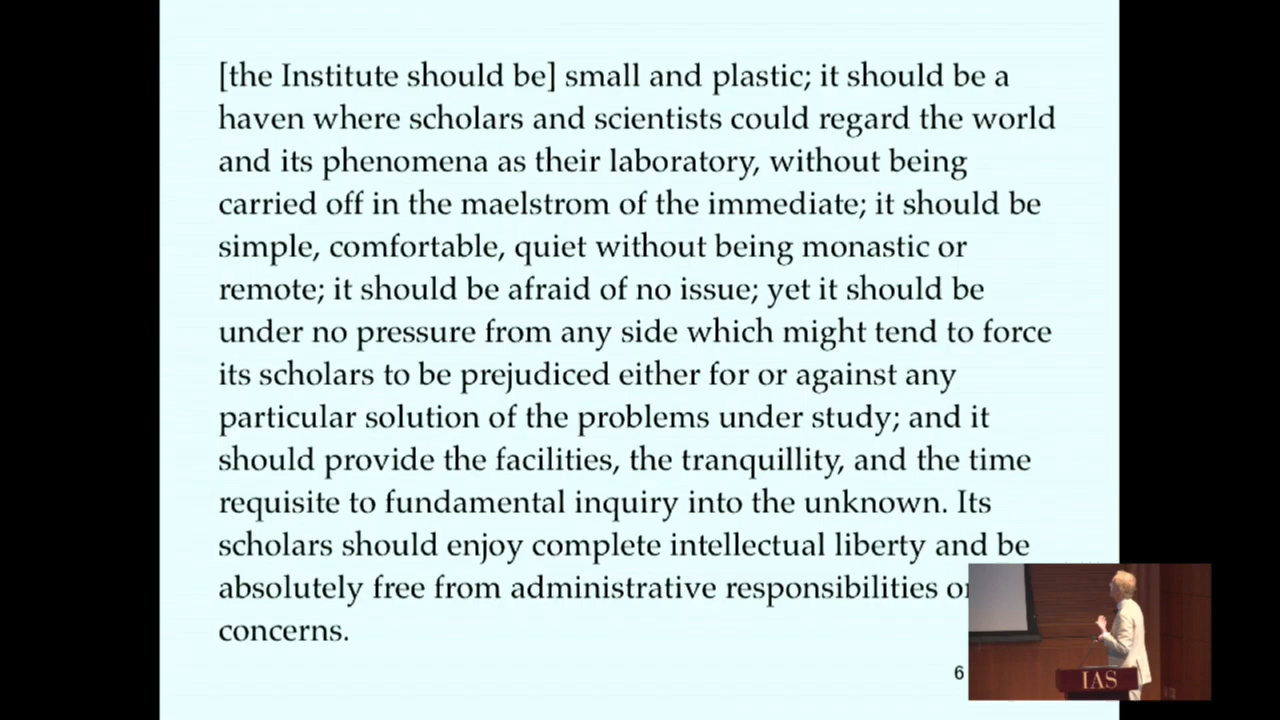 [the Institute should be] small and plastic; it should be a
haven where scholars and scientists could regard the world
and its phenomena as their laboratory, without being
carried off in the maelstrom of the immediate; it should be
simple, comfortable, quiet without being monastic or
remote; it should be afraid of no issue; yet it should be
under no pressure from any side which might tend to force
its scholars to be prejudiced either for or against any
particular solution of the problems under study; and it
should provide the facilities, the tranquillity, and the time
requisite to fundamental inquiry into the unknown. Its
scholars should enjoy complete intellectual liberty and be
absolutely free from administrative responsibilities or
concerns.
6
IAS